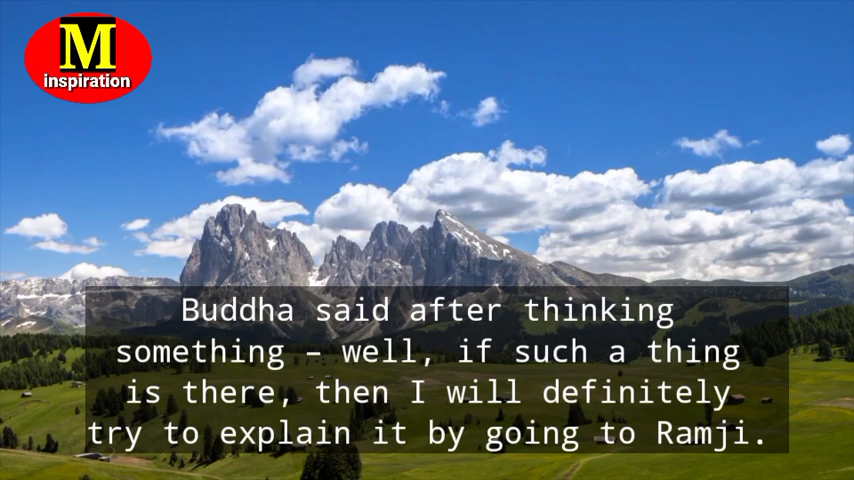 M
inspiration
Buddha said after thinking
something – well, if such a thing
is there, then I will definitely
try to explain it by going to Ramji.